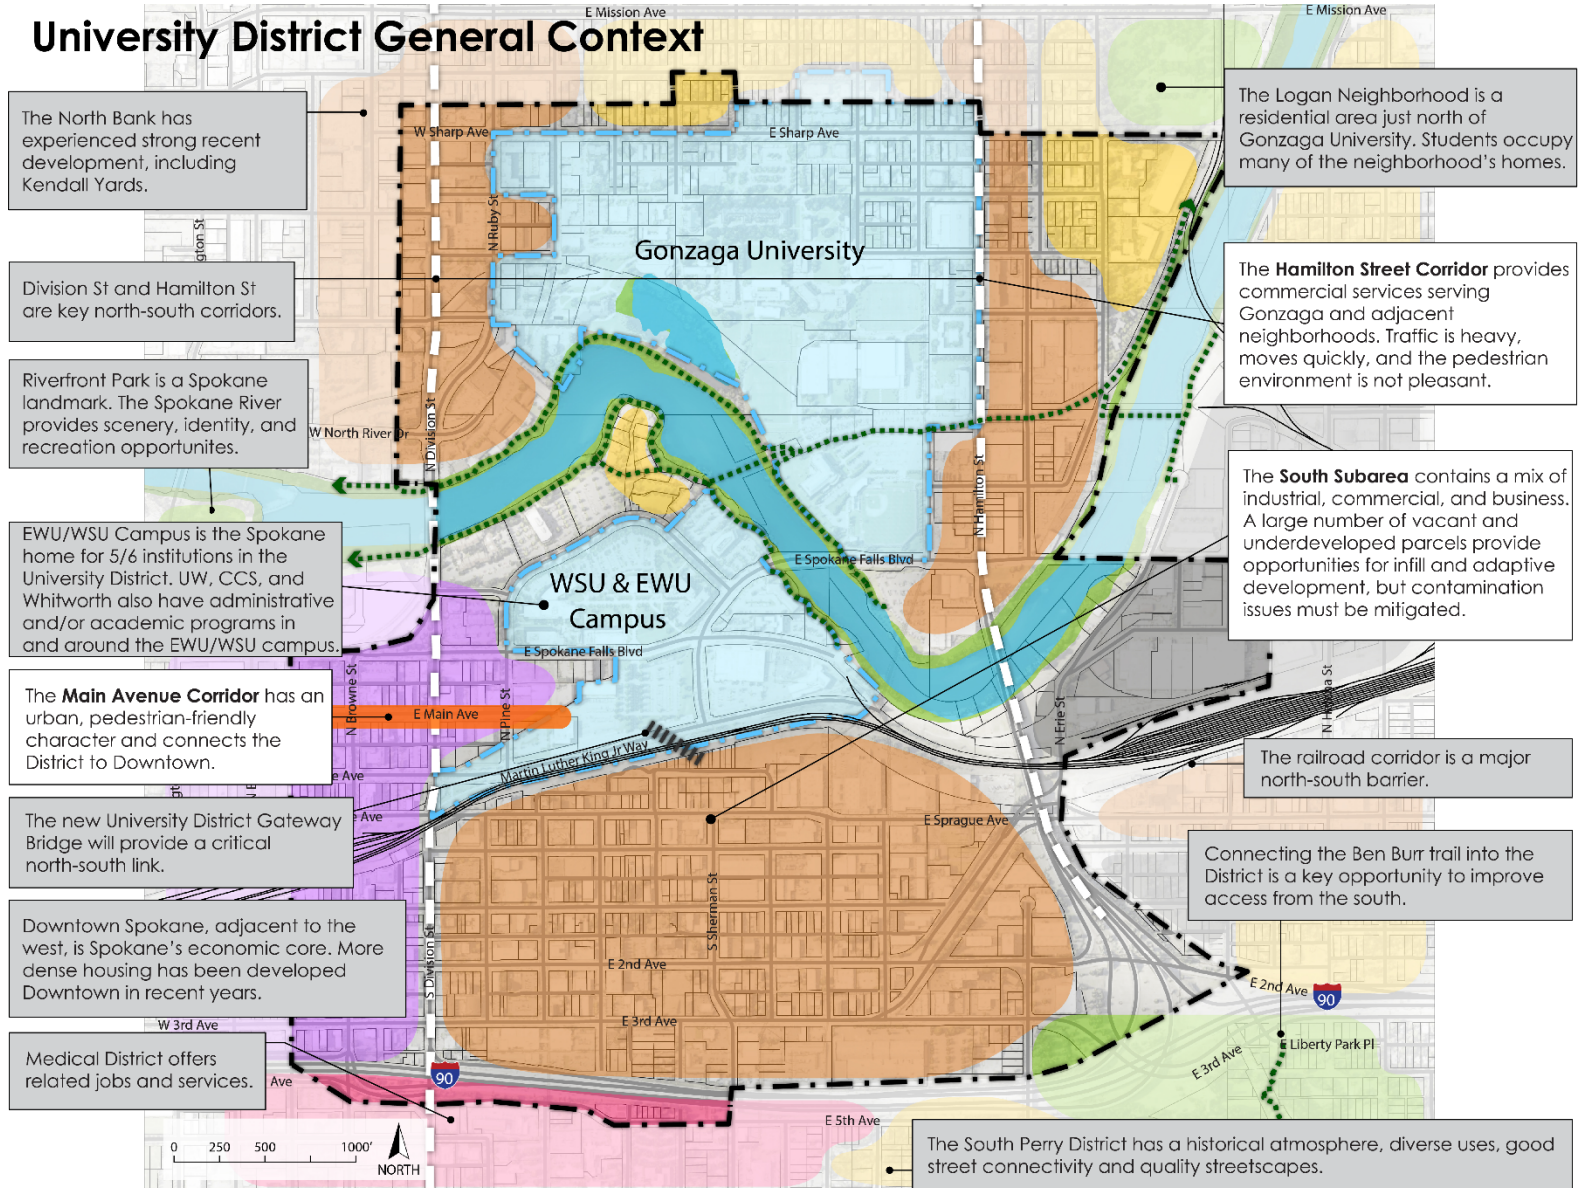 University District General Context
E Mission Ave
E Mission Ave
The North Bank has
experienced strong recent
development, including
Kendall Yards.
W Sharp Ave
E Sharp Ave
The Logan Neighborhood is a
residential area just north of
Gonzaga University. Students occupy
many of the neighborhood's homes.
N Ruby St
Gonzaga University
Division St and Hamilton St
are key north-south corridors.
The Hamilton Street Corridor provides
commercial services serving
Gonzaga and adjacent
neighborhoods. Traffic is heavy,
moves quickly, and the pedestrian
environment is not pleasant.
Riverfront Park is a Spokane
landmark. The Spokane River
provides scenery, identity, and
recreation opportunites.
W North River Dr
N Division St
N Hamilton St
The South Subarea contains a mix of
industrial, commercial, and business.
A large number of vacant and
underdeveloped parcels provide
opportunities for infill and adaptive
development, but contamination
issues must be mitigated.
EWU/WSU Campus is the Spokane
home for 5/6 institutions in the
University District. UW, CCS, and
Whitworth also have administrative
and/or academic programs in
and around the EWU/WSU campus.
E Spokane Falls Blvd
WSU & EWU
Campus
E Spokane Falls Blvd
The Main Avenue Corridor has an
urban, pedestrian-friendly
character and connects the
District to Downtown.
N Browne St
E Main Ave
N Pine St
N Erie St
Martin Luther King Jr Way
The railroad corridor is a major
north-south barrier.
The new University District Gateway
Bridge will provide a critical
north-south link.
E Sprague Ave
Connecting the Ben Burr trail into the
District is a key opportunity to improve
access from the south.
Downtown Spokane, adjacent to the
west, is Spokane's economic core. More
dense housing has been developed
Downtown in recent years.
S Division St
S Sherman St
E 2nd Ave
E 2nd Ave
90
W 3rd Ave
E 3rd Ave
E 3rd Ave
E Liberty Park Pl
Medical District offers
related jobs and services.
Ave
90
E 5th Ave
0 250 500 1000'
NORTH
The South Perry District has a historical atmosphere, diverse uses, good
street connectivity and quality streetscapes.